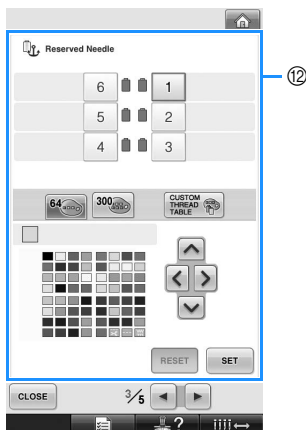 Reserved Needle
6 1
5 2
4 3
64 300 CUSTOM THREAD TABLE
RESET SET
CLOSE 3/5
?
⑫